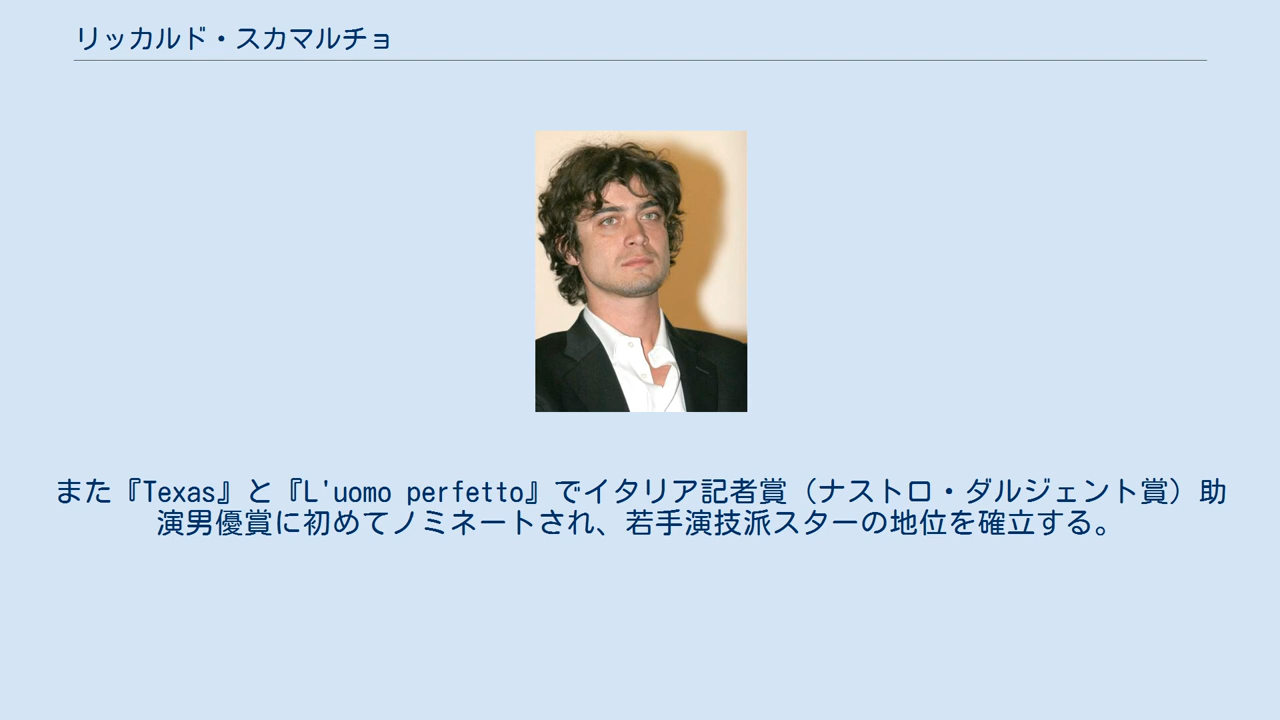 リッカルド・スカマルチョ
また『Texas』と『L'uomo perfetto』でイタリア記者賞（ナストロ・ダルジェント賞）助
演男優賞に初めてノミネートされ、若手演技派スターの地位を確立する。